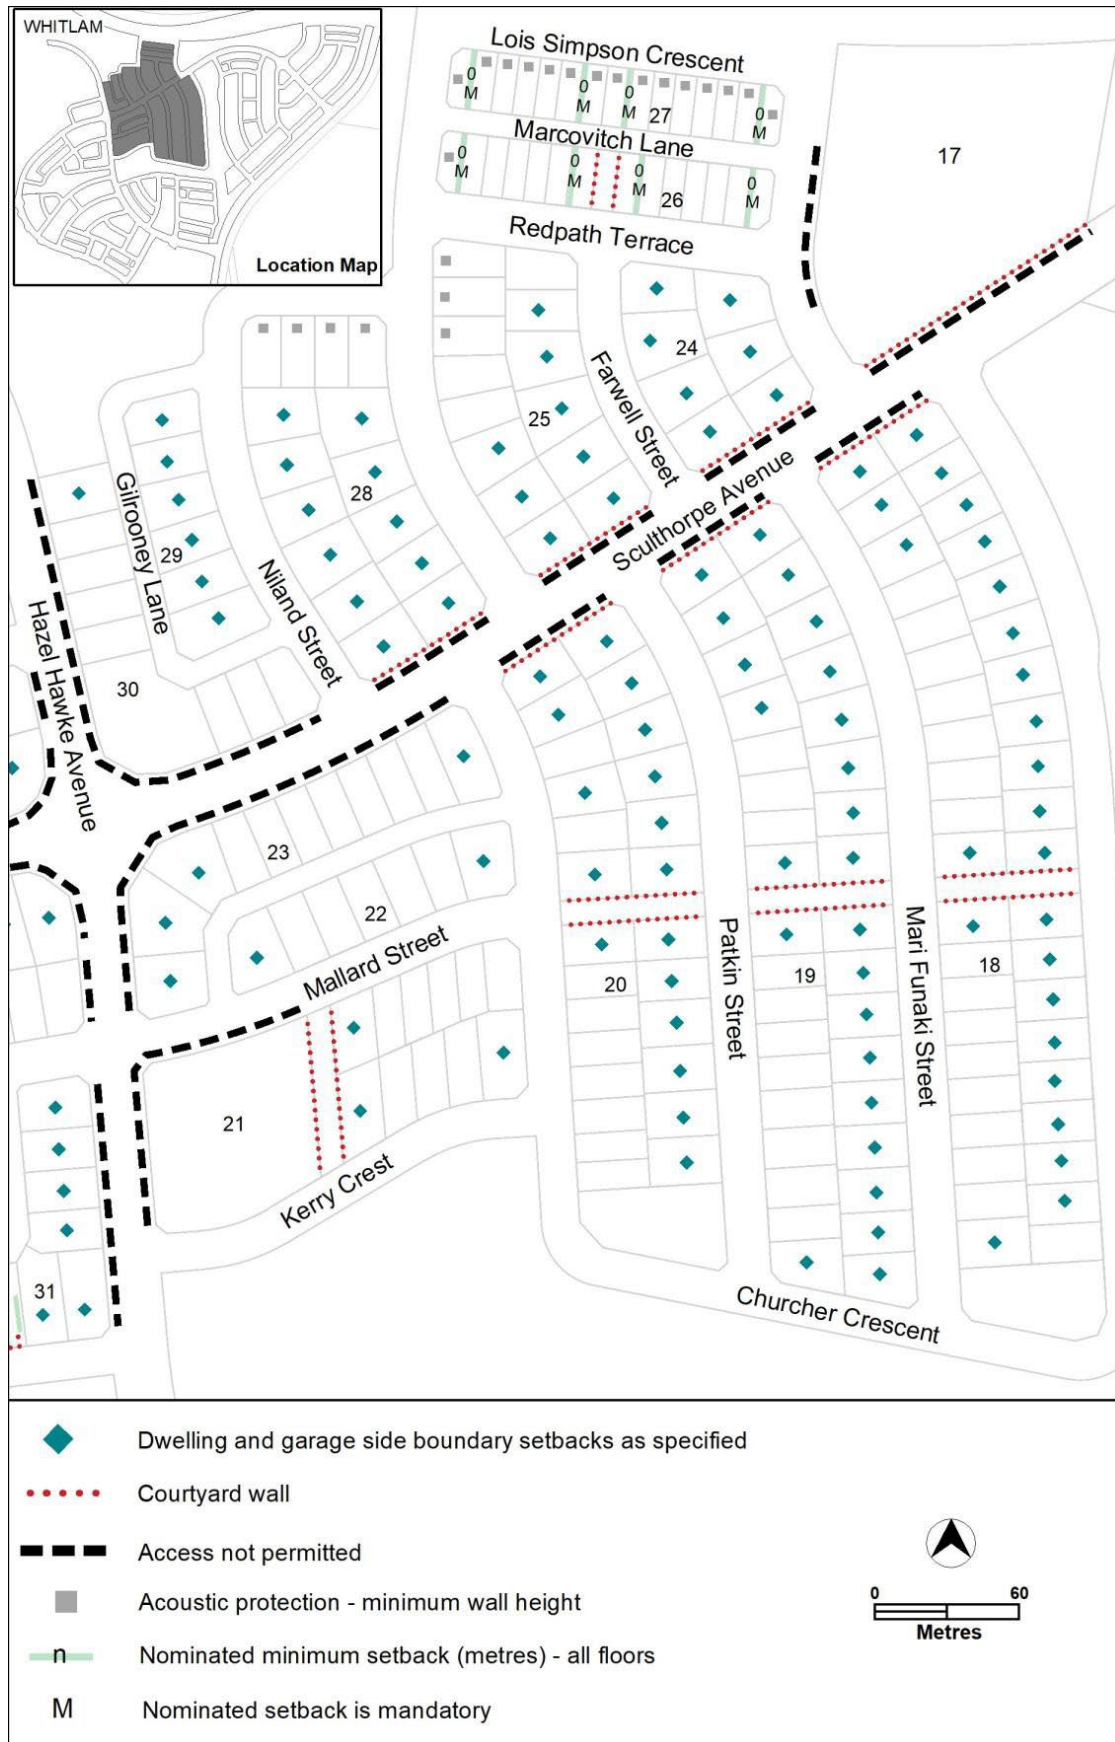 WHITLAM
Location Map
Lois Simpson Crescent
0
M
0
M
0
M
0
M
27
Marcovitch Lane
0
M
0
M
0
M
0
M
26
Redpath Terrace
17
24
25
Farwell Street
Sculthorpe Avenue
28
29
Gilrooney Lane
Niland Street
30
Hazel Hawke Avenue
23
22
Mallard Street
21
Kerry Crest
20
Patkin Street
19
Mari Funaki Street
18
31
Churcher Crescent
Dwelling and garage side boundary setbacks as specified
Courtyard wall
Access not permitted
Acoustic protection - minimum wall height
n
Nominated minimum setback (metres) - all floors
M
Nominated setback is mandatory
0 60
Metres